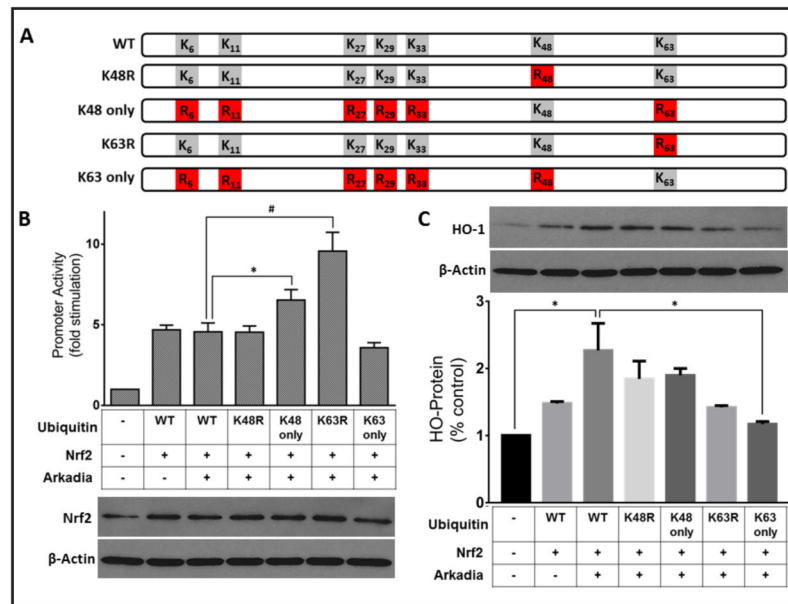 A
WT K6 K11 K27 K29 K33 K48 K63
K48R K6 K11 K27 K29 K33 R48 K63
K48 only R6 R11 R27 R29 R33 K48 R63
K63R K6 K11 K27 K29 K33 K48 R63
K63 only R6 R11 R27 R29 R33 R48 K63
B
Promoter Activity
(fold stimulation)
10
5
0
#
*
Ubiquitin - WT WT K48R K48 only K63R K63 only
Nrf2 - + + + + + +
Arkadia - - + + + + +
Nrf2
β-Actin
C
HO-1
β-Actin
HO-Protein
(% control)
3
2
1
0
* *
Ubiquitin - WT WT K48R K48 only K63R K63 only
Nrf2 - + + + + + +
Arkadia - - + + + + +